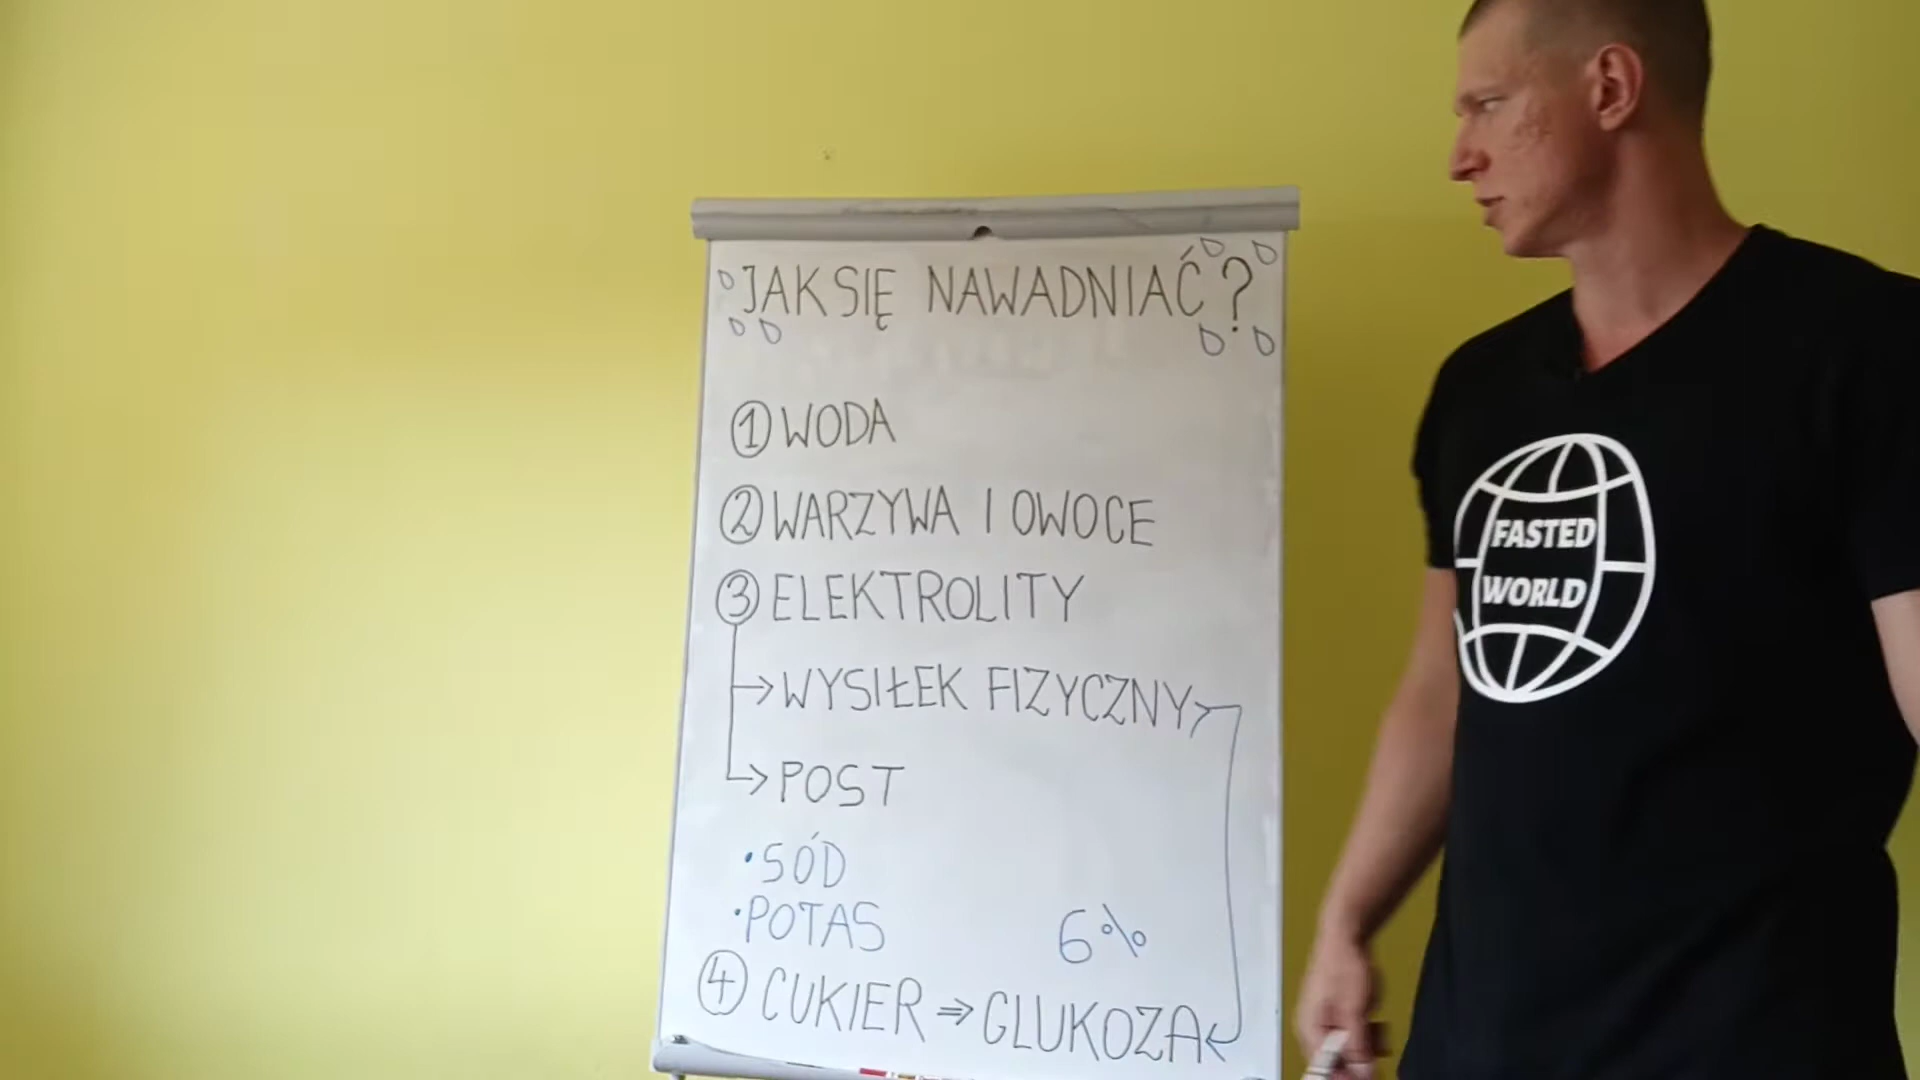 JAK SIĘ NAWADNIAĆ?
① WODA
② WARZYWA I OWOCE
③ ELEKTROLITY
→ WYSIŁEK FIZYCZNY
→ POST
• SÓD
• POTAS
6%
④ CUKIER ⇒ GLUKOZA
FASTED
WORLD